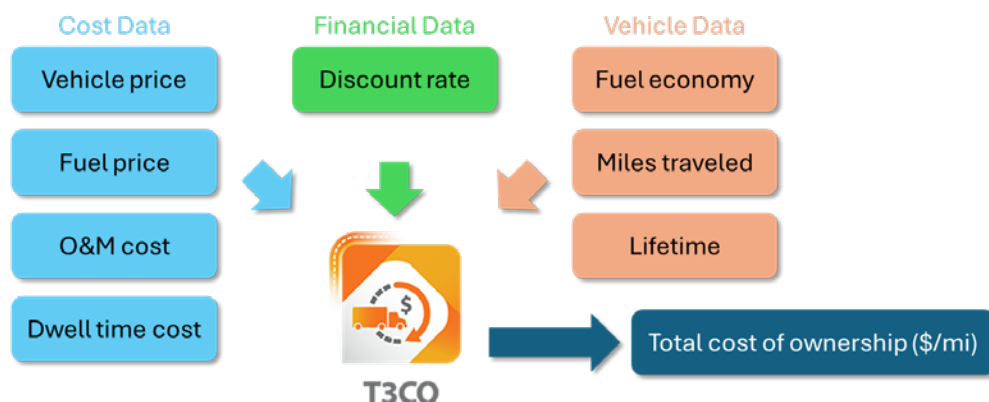 Cost Data
Financial Data
Vehicle Data
Vehicle price
Discount rate
Fuel economy
Fuel price
Miles traveled
O&M cost
Lifetime
$
Dwell time cost
Total cost of ownership ($/mi)
T3CO